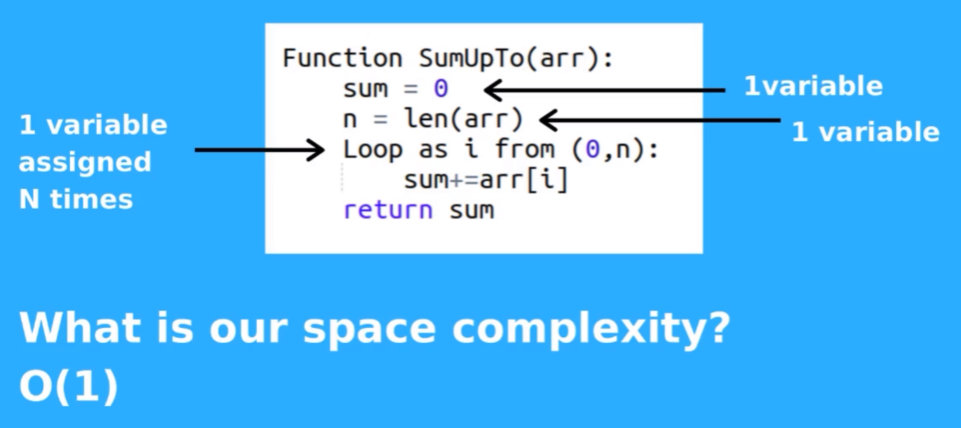 Function SumUpTo(arr):
sum = 0
n = len(arr)
Loop as i from (0,n):
sum+=arr[i]
return sum
1variable
1 variable
1 variable
assigned
N times
What is our space complexity?
O(1)